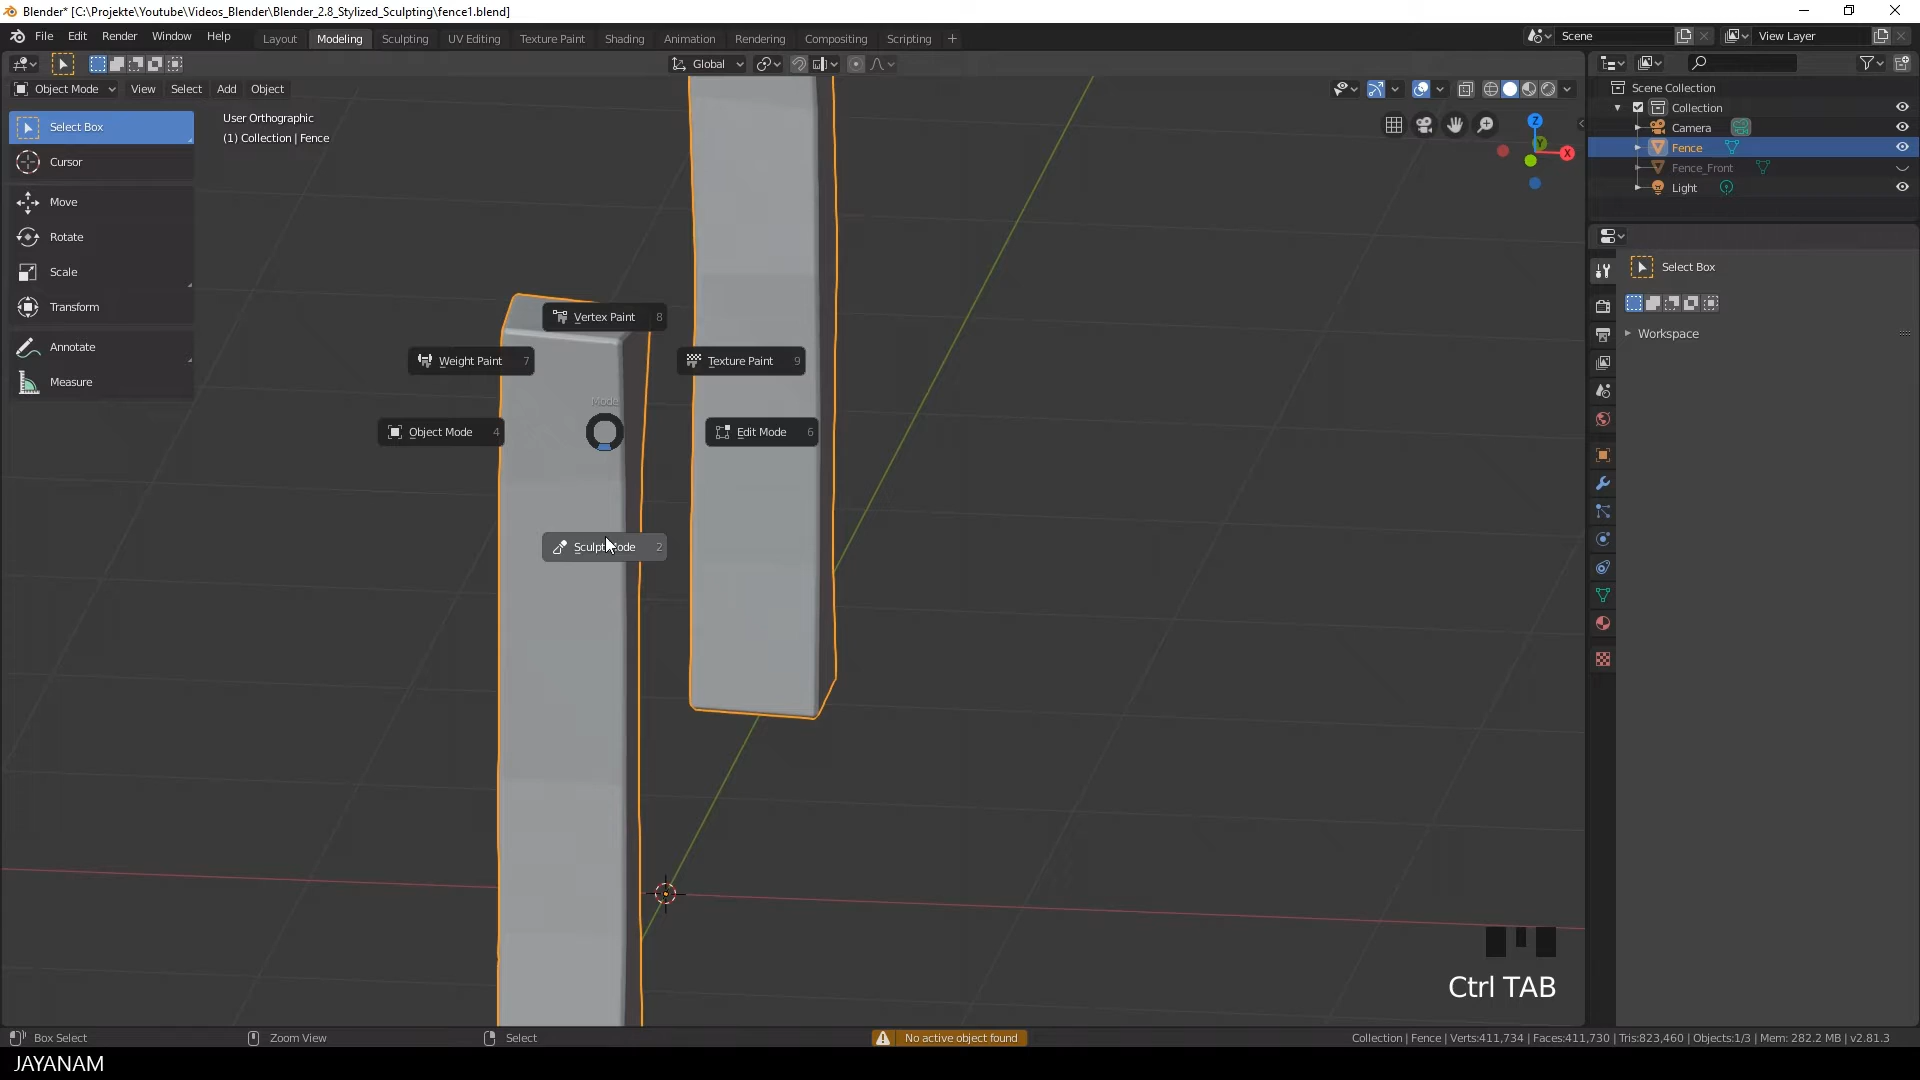 Blender* [C:\Projekte\Youtube\Videos_Blender\Blender_2.8_Stylized_Sculpting\fence1.blend]
File Edit Render Window Help Layout Modeling Sculpting UV Editing Texture Paint Shading Animation Rendering Compositing Scripting + Scene View Layer
Global
Object Mode View Select Add Object
Scene Collection
Collection
Camera
Fence
Fence_Front
Light
Select Box
Cursor
Move
Rotate
Scale
Transform
Annotate
Measure
User Orthographic
(1) Collection | Fence
Z
Y
X
Select Box
Workspace
Vertex Paint 8
Weight Paint 7
Texture Paint 9
Mode
Object Mode 4
Edit Mode 6
Sculpt Mode 2
Ctrl TAB
Box Select Zoom View Select No active object found Collection | Fence | Verts:411,734 | Faces:411,730 | Tris:823,460 | Objects:1/3 | Mem: 282.2 MB | v2.81.3
JAYANAM